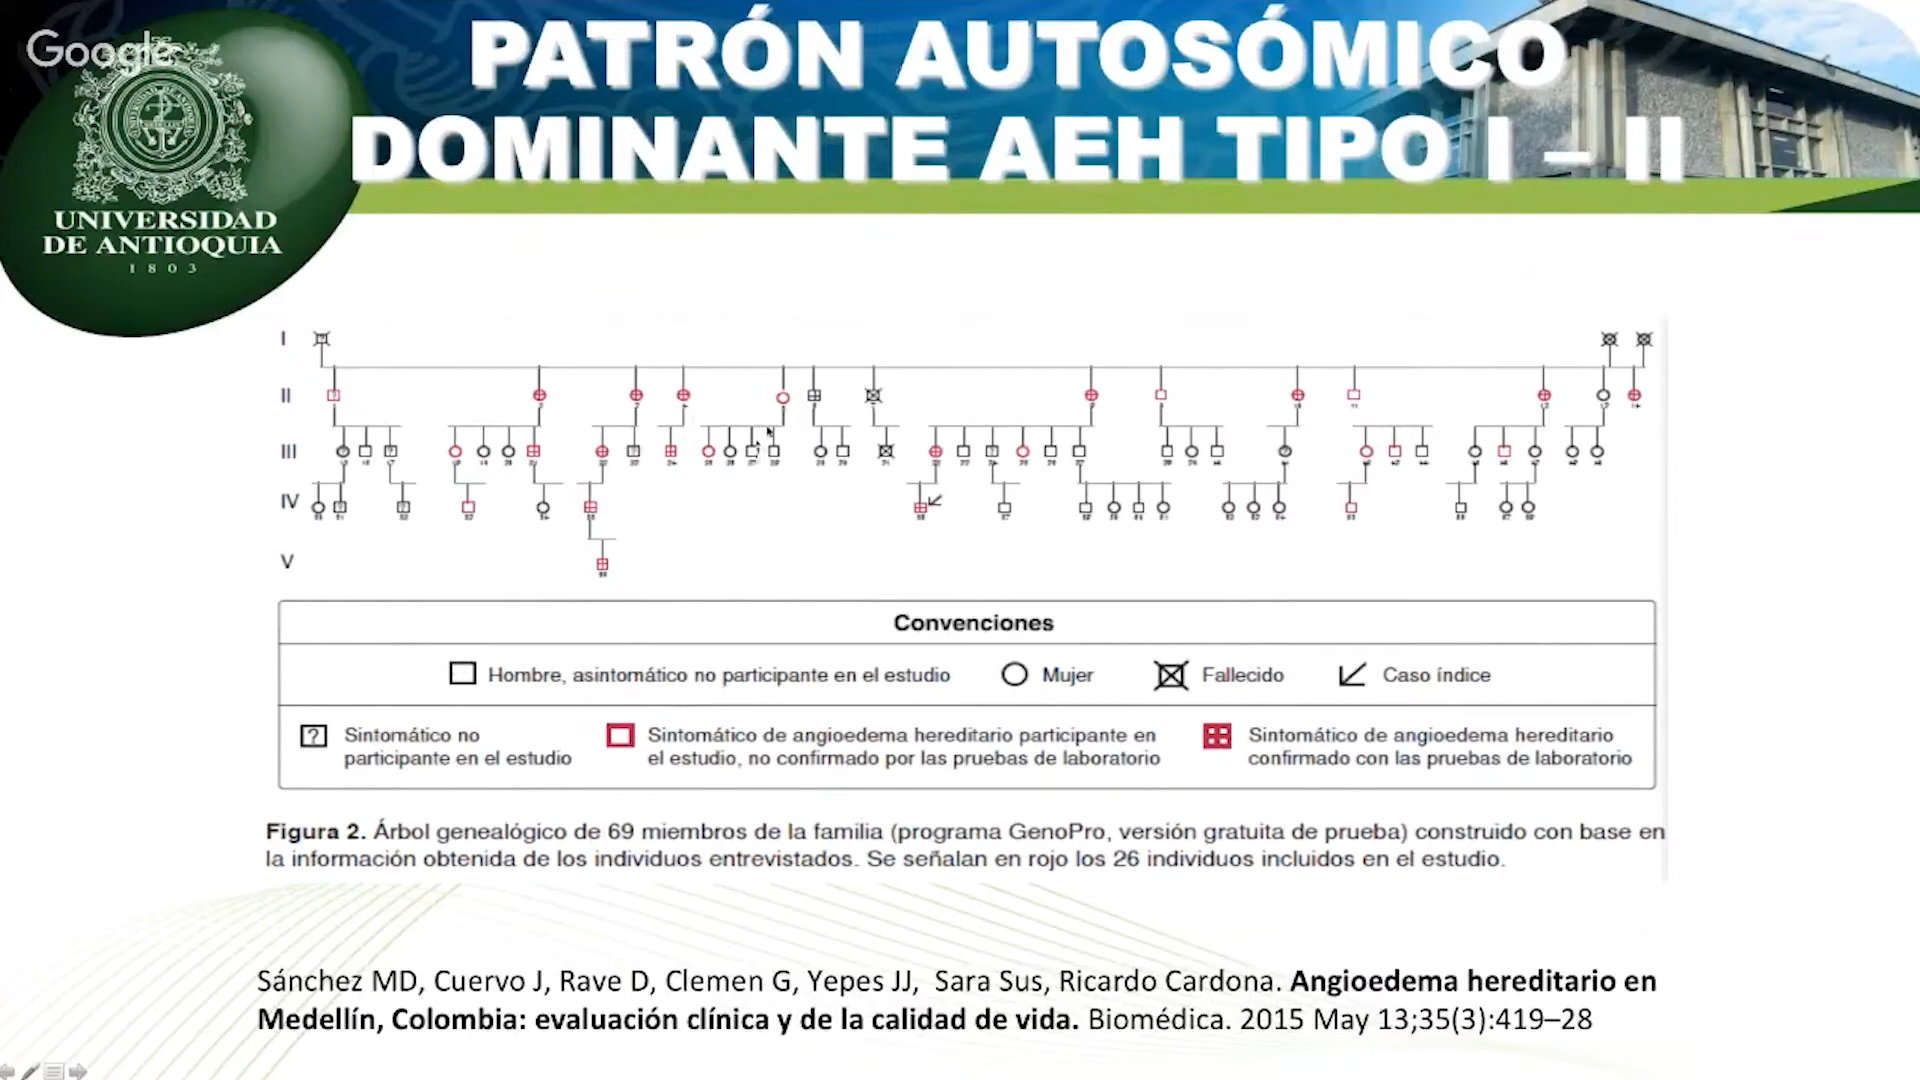 Google
PATRÓN AUTOSÓMICO
DOMINANTE AEH TIPO I – II
UNIVERSIDAD
DE ANTIOQUIA
1803
I
II
III
IV
V
Convenciones
Hombre, asintomático no participante en el estudio
Mujer
Fallecido
Caso índice
?
Sintomático no
participante en el estudio
Sintomático de angioedema hereditario participante en
el estudio, no confirmado por las pruebas de laboratorio
Sintomático de angioedema hereditario
confirmado con las pruebas de laboratorio
Figura 2. Árbol genealógico de 69 miembros de la familia (programa GenoPro, versión gratuita de prueba) construido con base en
la información obtenida de los individuos entrevistados. Se señalan en rojo los 26 individuos incluidos en el estudio.
Sánchez MD, Cuervo J, Rave D, Clemen G, Yepes JJ, Sara Sus, Ricardo Cardona. Angioedema hereditario en
Medellín, Colombia: evaluación clínica y de la calidad de vida. Biomédica. 2015 May 13;35(3):419–28